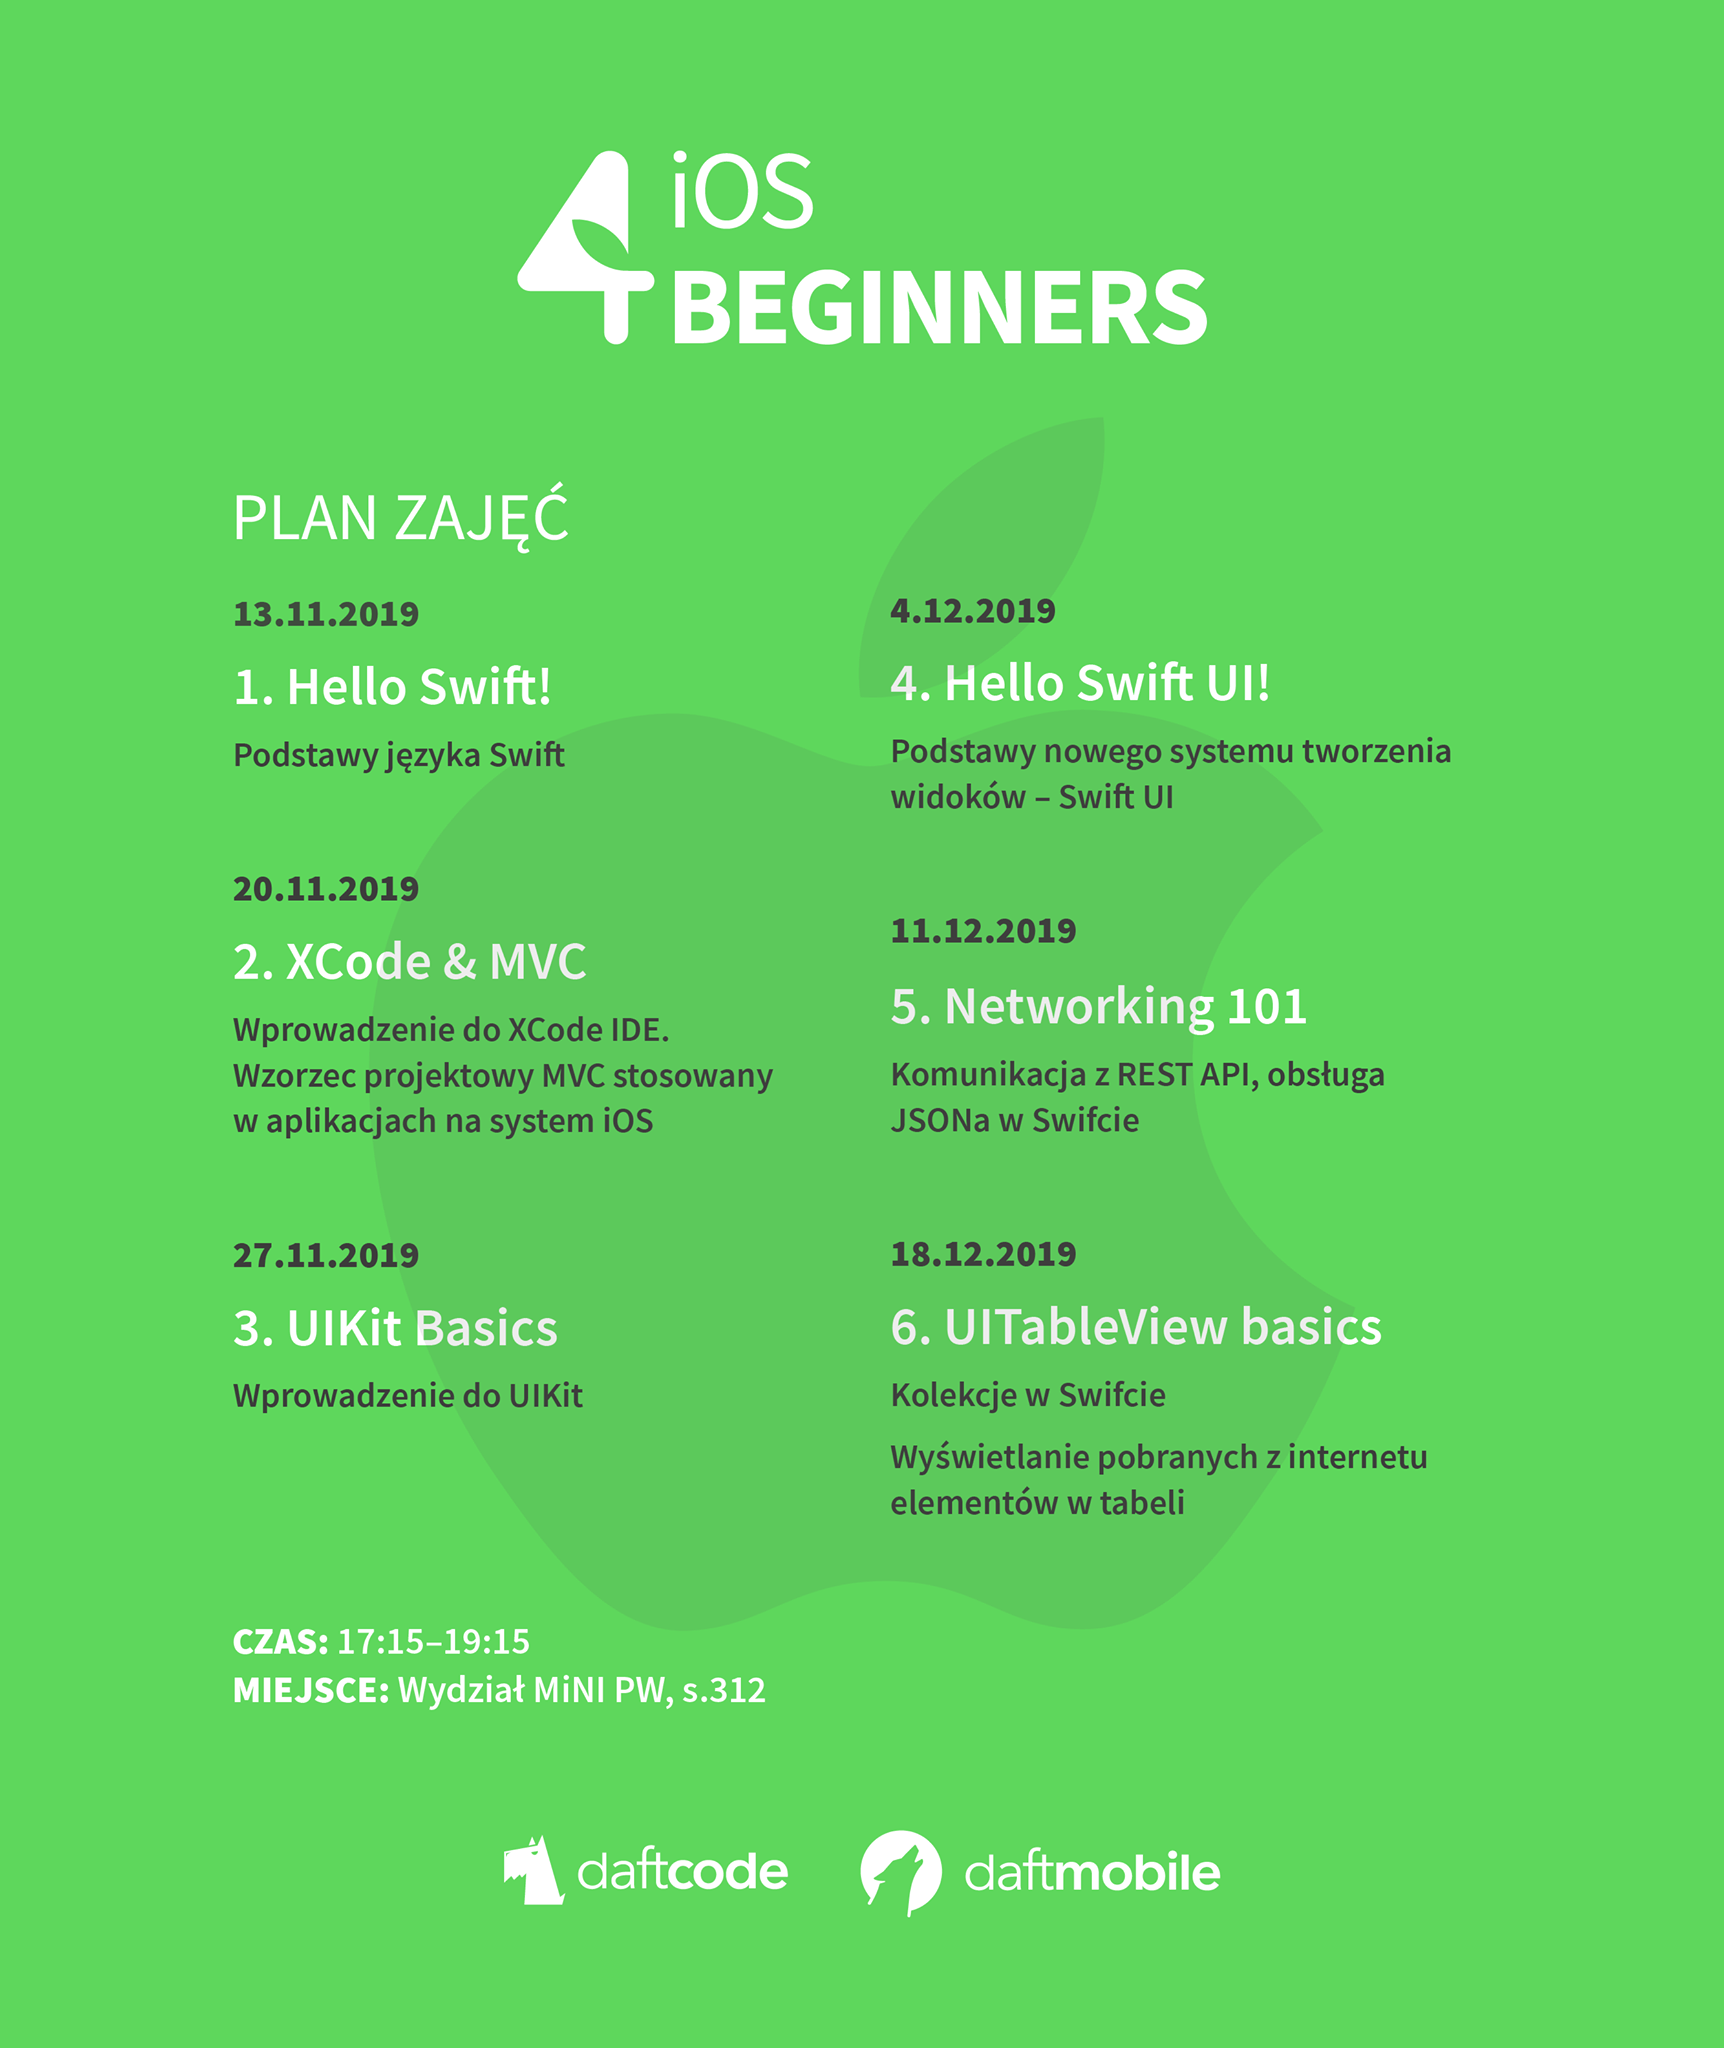 4 iOS
BEGINNERS
PLAN ZAJĘĆ
13.11.2019
1. Hello Swift!
Podstawy języka Swift
20.11.2019
2. XCode & MVC
Wprowadzenie do XCode IDE.
Wzorzec projektowy MVC stosowany
w aplikacjach na system iOS
27.11.2019
3. UIKit Basics
Wprowadzenie do UIKit
4.12.2019
4. Hello Swift UI!
Podstawy nowego systemu tworzenia
widoków – Swift UI
11.12.2019
5. Networking 101
Komunikacja z REST API, obsługa
JSONa w Swifcie
18.12.2019
6. UITableView basics
Kolekcje w Swifcie
Wyświetlanie pobranych z internetu
elementów w tabeli
CZAS: 17:15–19:15
MIEJSCE: Wydział MiNI PW, s.312
daftcode
daftmobile